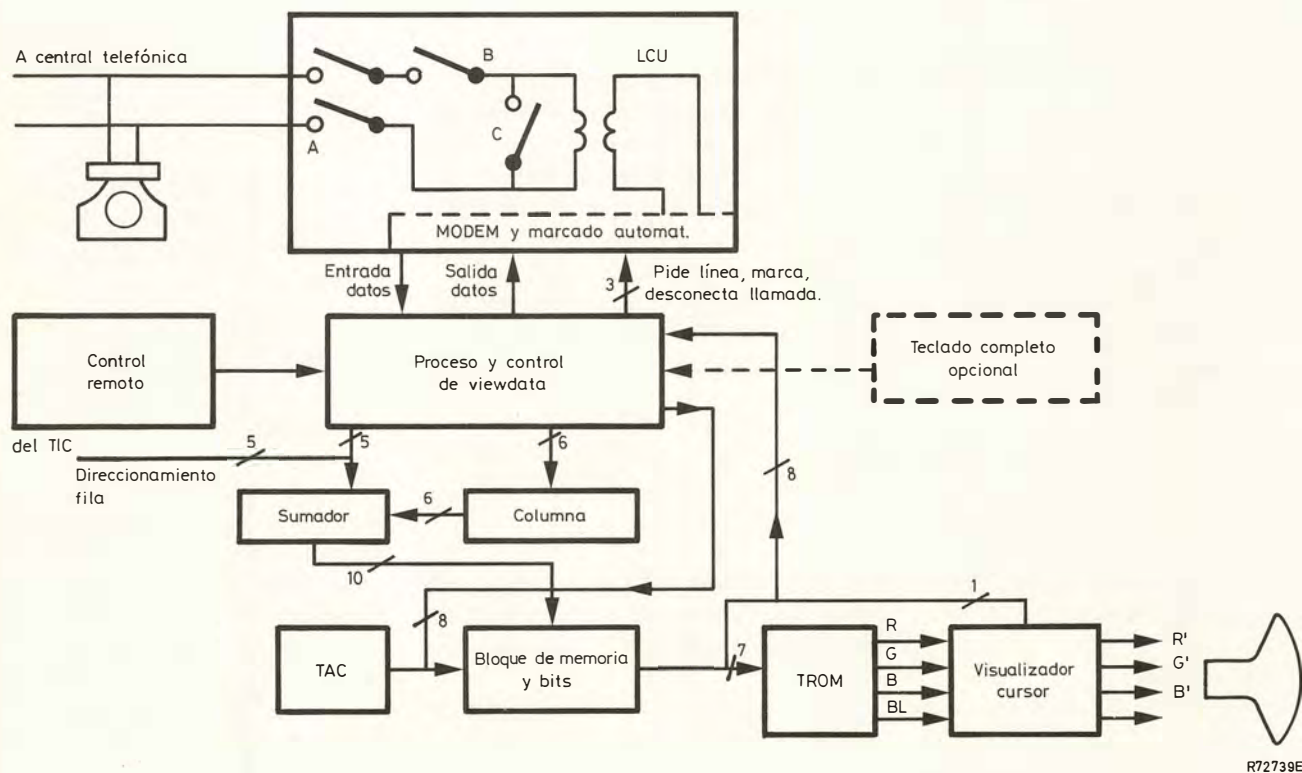 A central telefónica
B
LCU
C
A
MODEM y marcado automat.
Entrada
datos
Salida
datos
3
Pide línea, marca,
desconecta llamada.
Control
remoto
Proceso y control
de viewdata
Teclado completo
opcional
del TIC
5
5
6
Direccionamiento
fila
8
Sumador
6
Columna
10
8
1
TAC
Bloque de memoria
y bits
7
TROM
R
G
B
BL
Visualizador
cursor
R'
G'
B'
R72739E